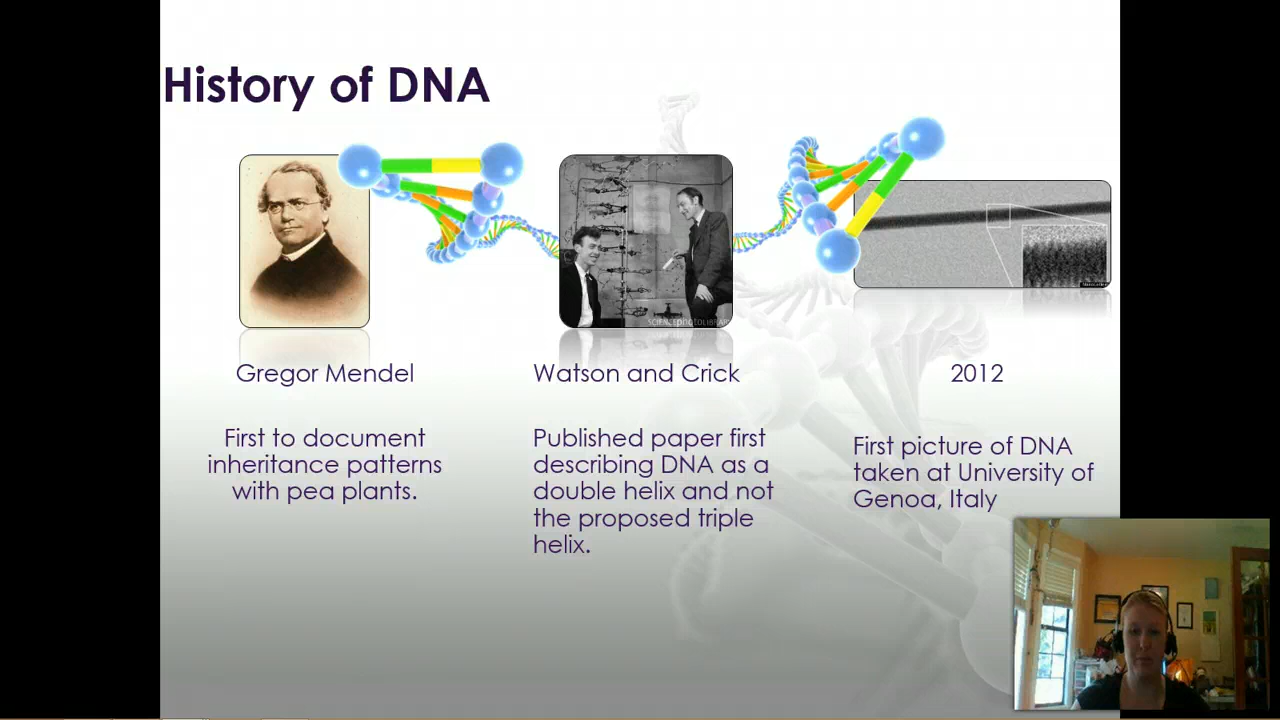 History of DNA
Gregor Mendel
First to document
inheritance patterns
with pea plants.
Watson and Crick
Published paper first
describing DNA as a
double helix and not
the proposed triple
helix.
2012
First picture of DNA
taken at University of
Genoa, Italy